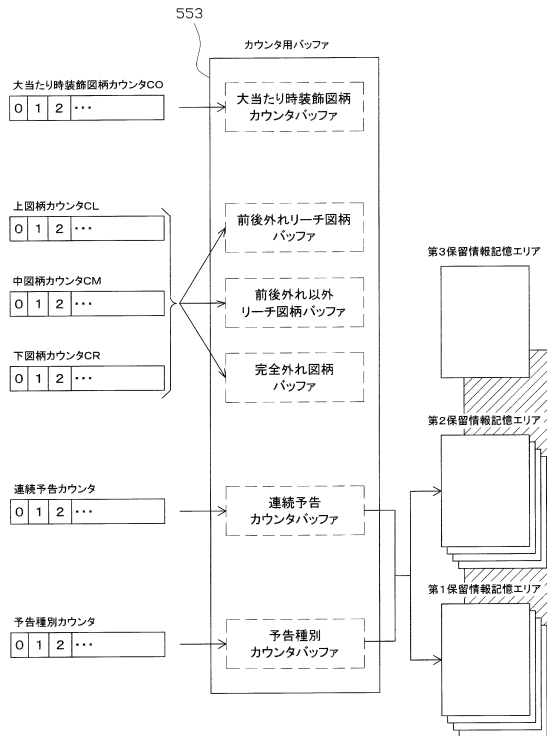 553
カウンタ用バッファ
大当たり時装飾図柄カウンタCO
0 1 2 ･･･
大当たり時装飾図柄
カウンタバッファ
上図柄カウンタCL
0 1 2 ･･･
前後外れリーチ図柄
バッファ
中図柄カウンタCM
0 1 2 ･･･
前後外れ以外
リーチ図柄バッファ
下図柄カウンタCR
0 1 2 ･･･
完全外れ図柄
バッファ
第3保留情報記憶エリア
第2保留情報記憶エリア
連続予告カウンタ
0 1 2 ･･･
連続予告
カウンタバッファ
第1保留情報記憶エリア
予告種別カウンタ
0 1 2 ･･･
予告種別
カウンタバッファ